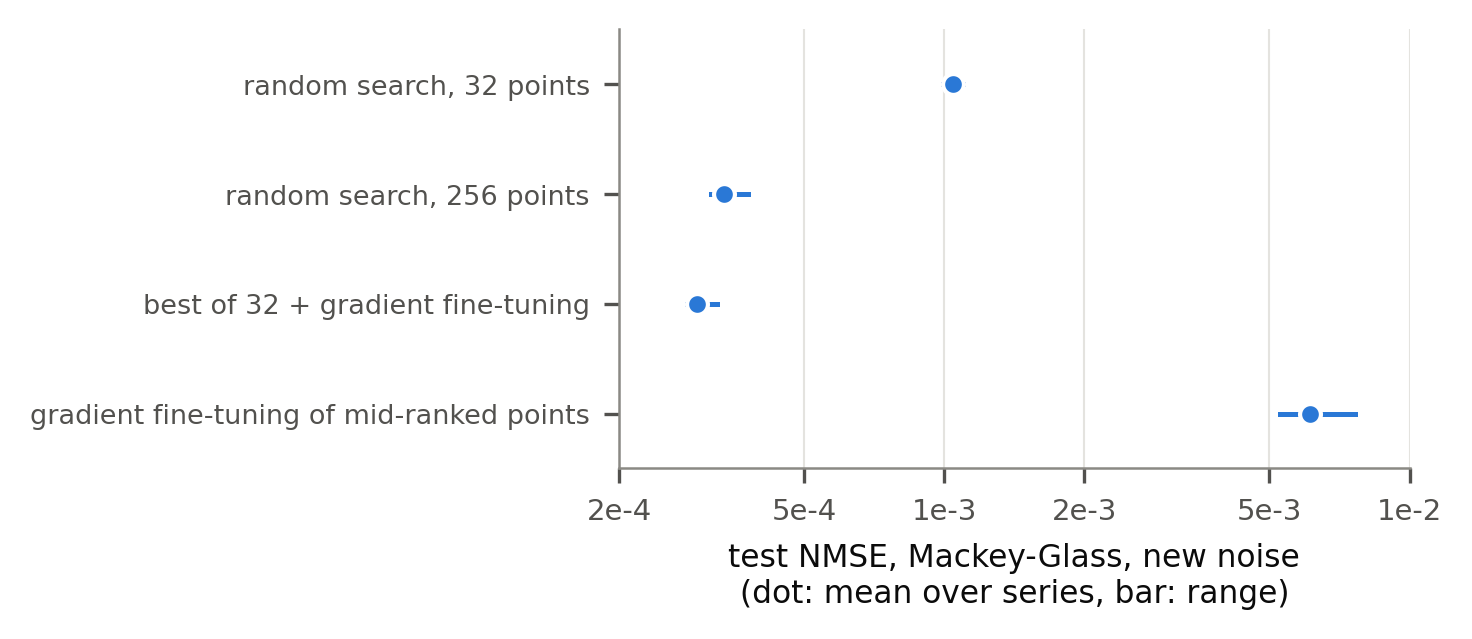 random search, 32 points
random search, 256 points
best of 32 + gradient fine-tuning
gradient fine-tuning of mid-ranked points
2e-4 5e-4 1e-3 2e-3 5e-3 1e-2
test NMSE, Mackey-Glass, new noise
(dot: mean over series, bar: range)